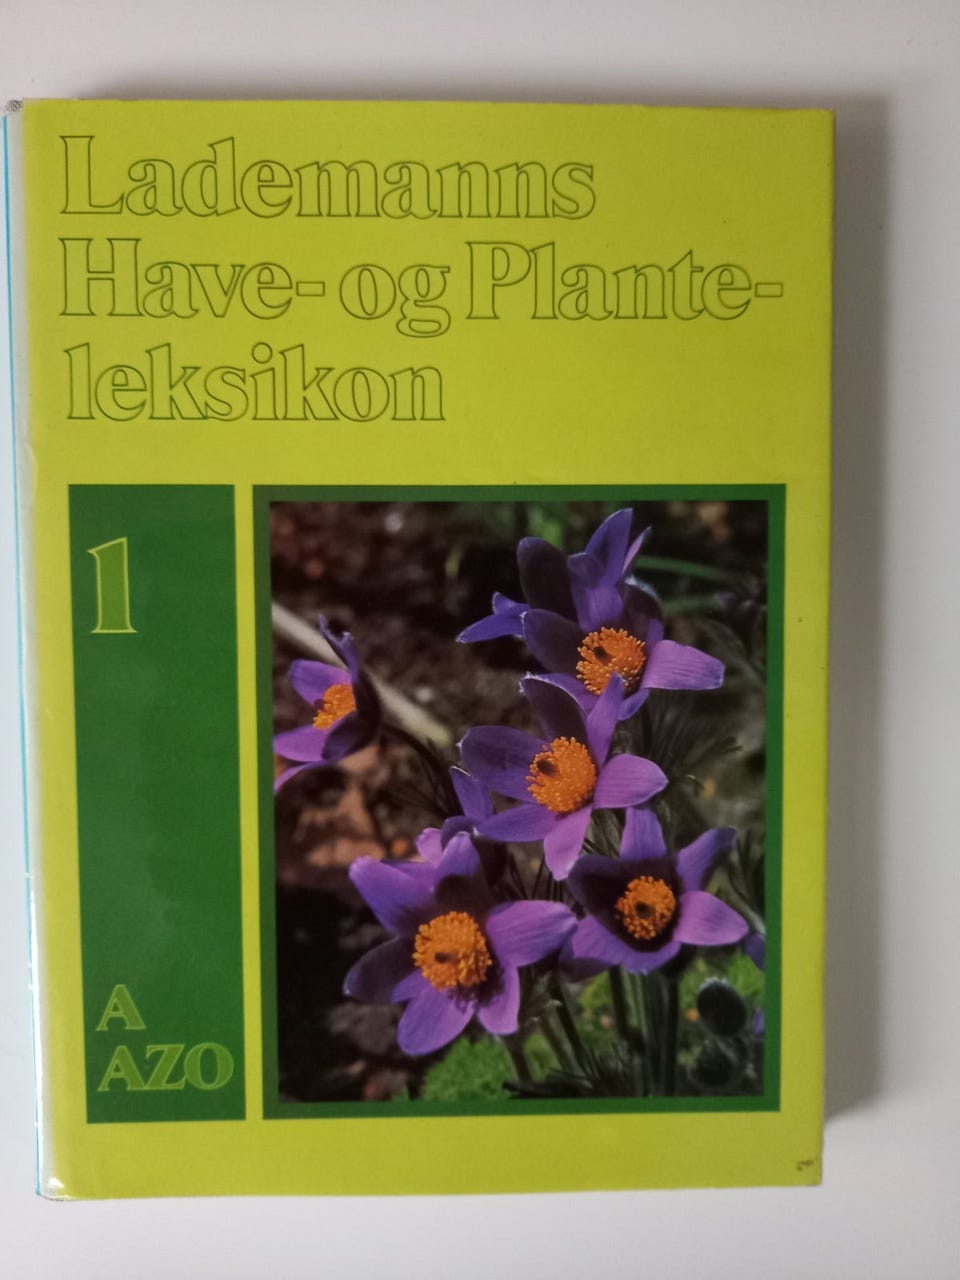 Lademanns
Have- og Plante-
leksikon
1
A
AZO